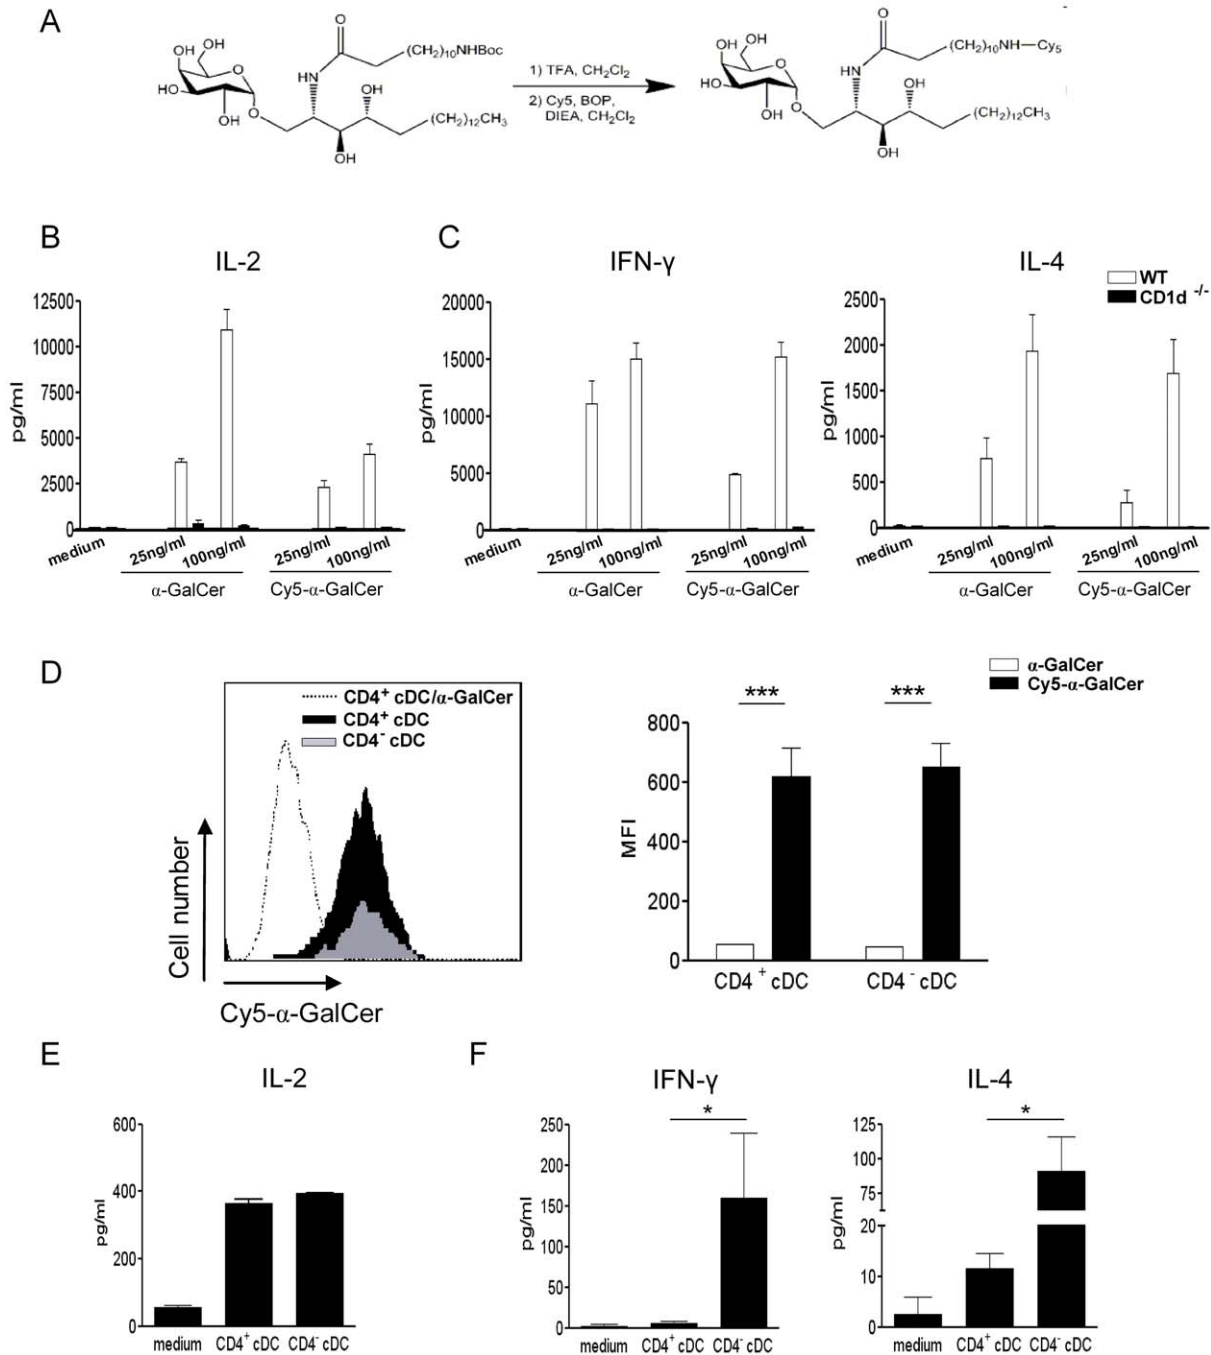 A
OH
OH
HO
OH
O
O
O
HN
(CH2)10NHBoc
OH
(CH2)12CH3
OH
1) TFA, CH2Cl2
2) Cy5, BOP,
DIEA, CH2Cl2
OH
OH
HO
OH
O
O
O
HN
(CH2)10NH—Cy5
OH
(CH2)12CH3
OH
B
IL-2
pg/ml
12500
10000
7500
5000
2500
0
medium
25ng/ml
100ng/ml
25ng/ml
100ng/ml
α-GalCer
Cy5-α-GalCer
C
IFN-γ
pg/ml
20000
15000
10000
5000
0
medium
25ng/ml
100ng/ml
25ng/ml
100ng/ml
α-GalCer
Cy5-α-GalCer
IL-4
WT
CD1d -/-
pg/ml
2500
2000
1500
1000
500
0
medium
25ng/ml
100ng/ml
25ng/ml
100ng/ml
α-GalCer
Cy5-α-GalCer
D
CD4+ cDC/α-GalCer
CD4+ cDC
CD4- cDC
Cell number
Cy5-α-GalCer
α-GalCer
Cy5-α-GalCer
*** ***
MFI
800
600
400
200
0
CD4 + cDC
CD4 - cDC
E
IL-2
pg/ml
600
400
200
0
medium
CD4+ cDC
CD4- cDC
F
IFN-γ
*
pg/ml
250
200
150
100
50
0
medium
CD4+ cDC
CD4- cDC
IL-4
*
pg/ml
125
100
75
20
10
0
medium
CD4+ cDC
CD4- cDC